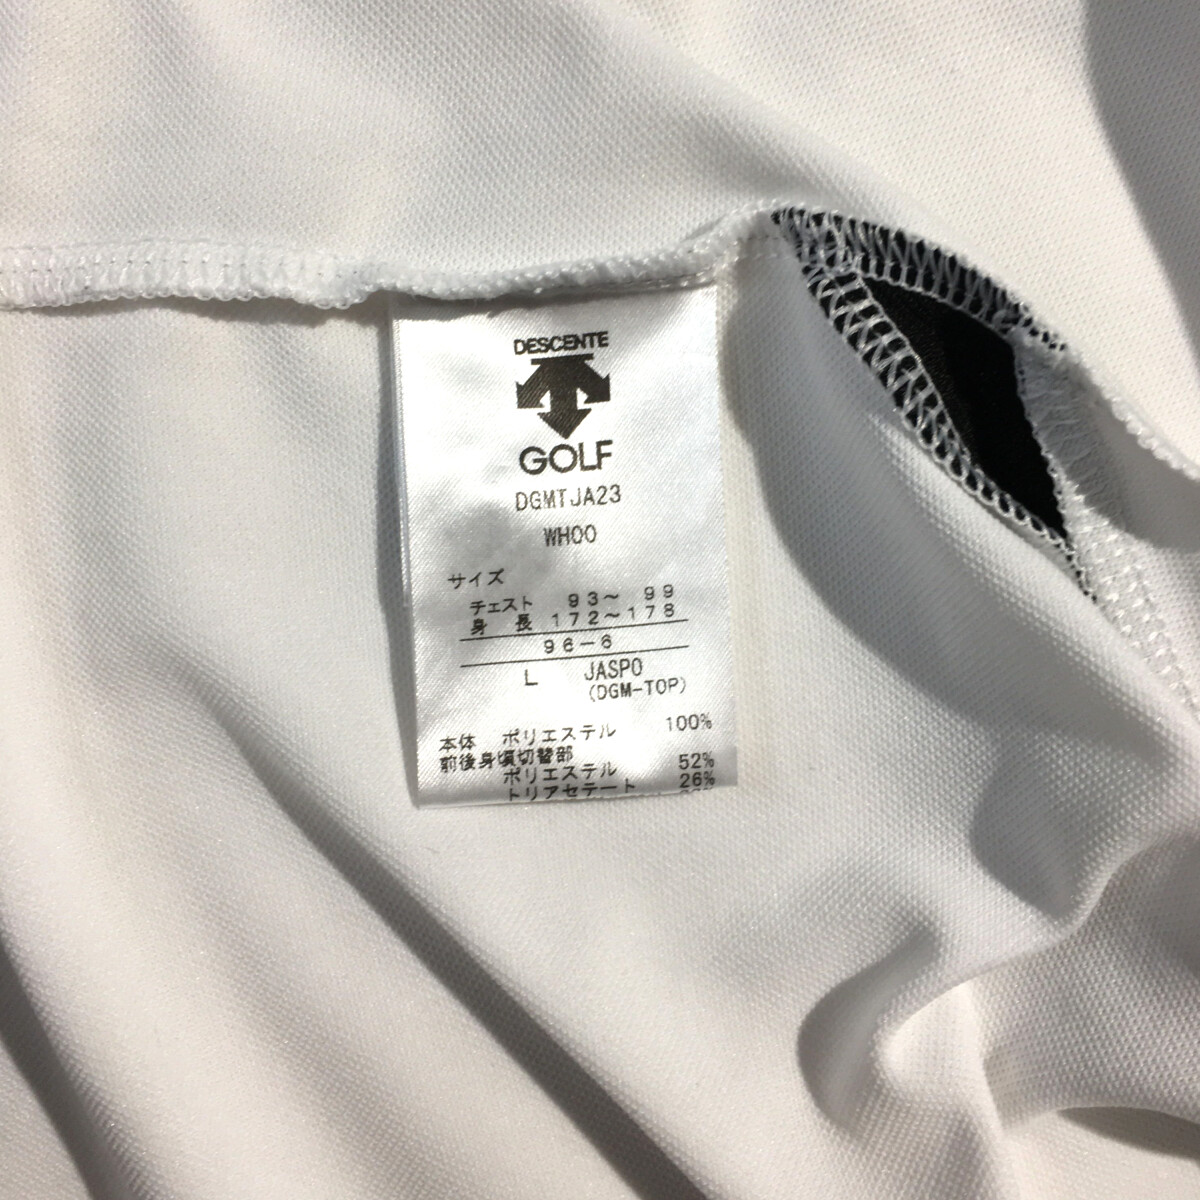 DESCENTE
GOLF
DGMTJA23
WH00
サイズ
チェスト 93～ 99
身 長 172～178
96-6
L JASPO
(DGM-TOP)
本体 ポリエステル 100%
前後身頃切替部
ポリエステル 52%
トリアセテート 26%